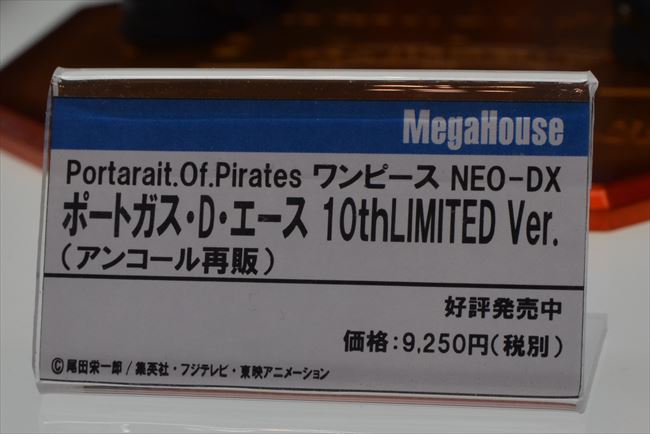 MegaHouse
Portarait.Of.Pirates ワンピース NEO-DX
ポートガス・D・エース 10thLIMITED Ver.
(アンコール再販)
好評発売中
価格:9,250円(税別)
©尾田栄一郎/集英社・フジテレビ・東映アニメーション